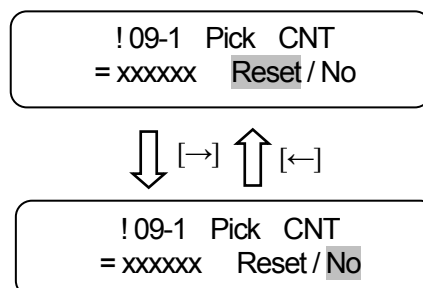 ! 09-1 Pick CNT
= xxxxxx Reset / No
[→] [←]
! 09-1 Pick CNT
= xxxxxx Reset / No